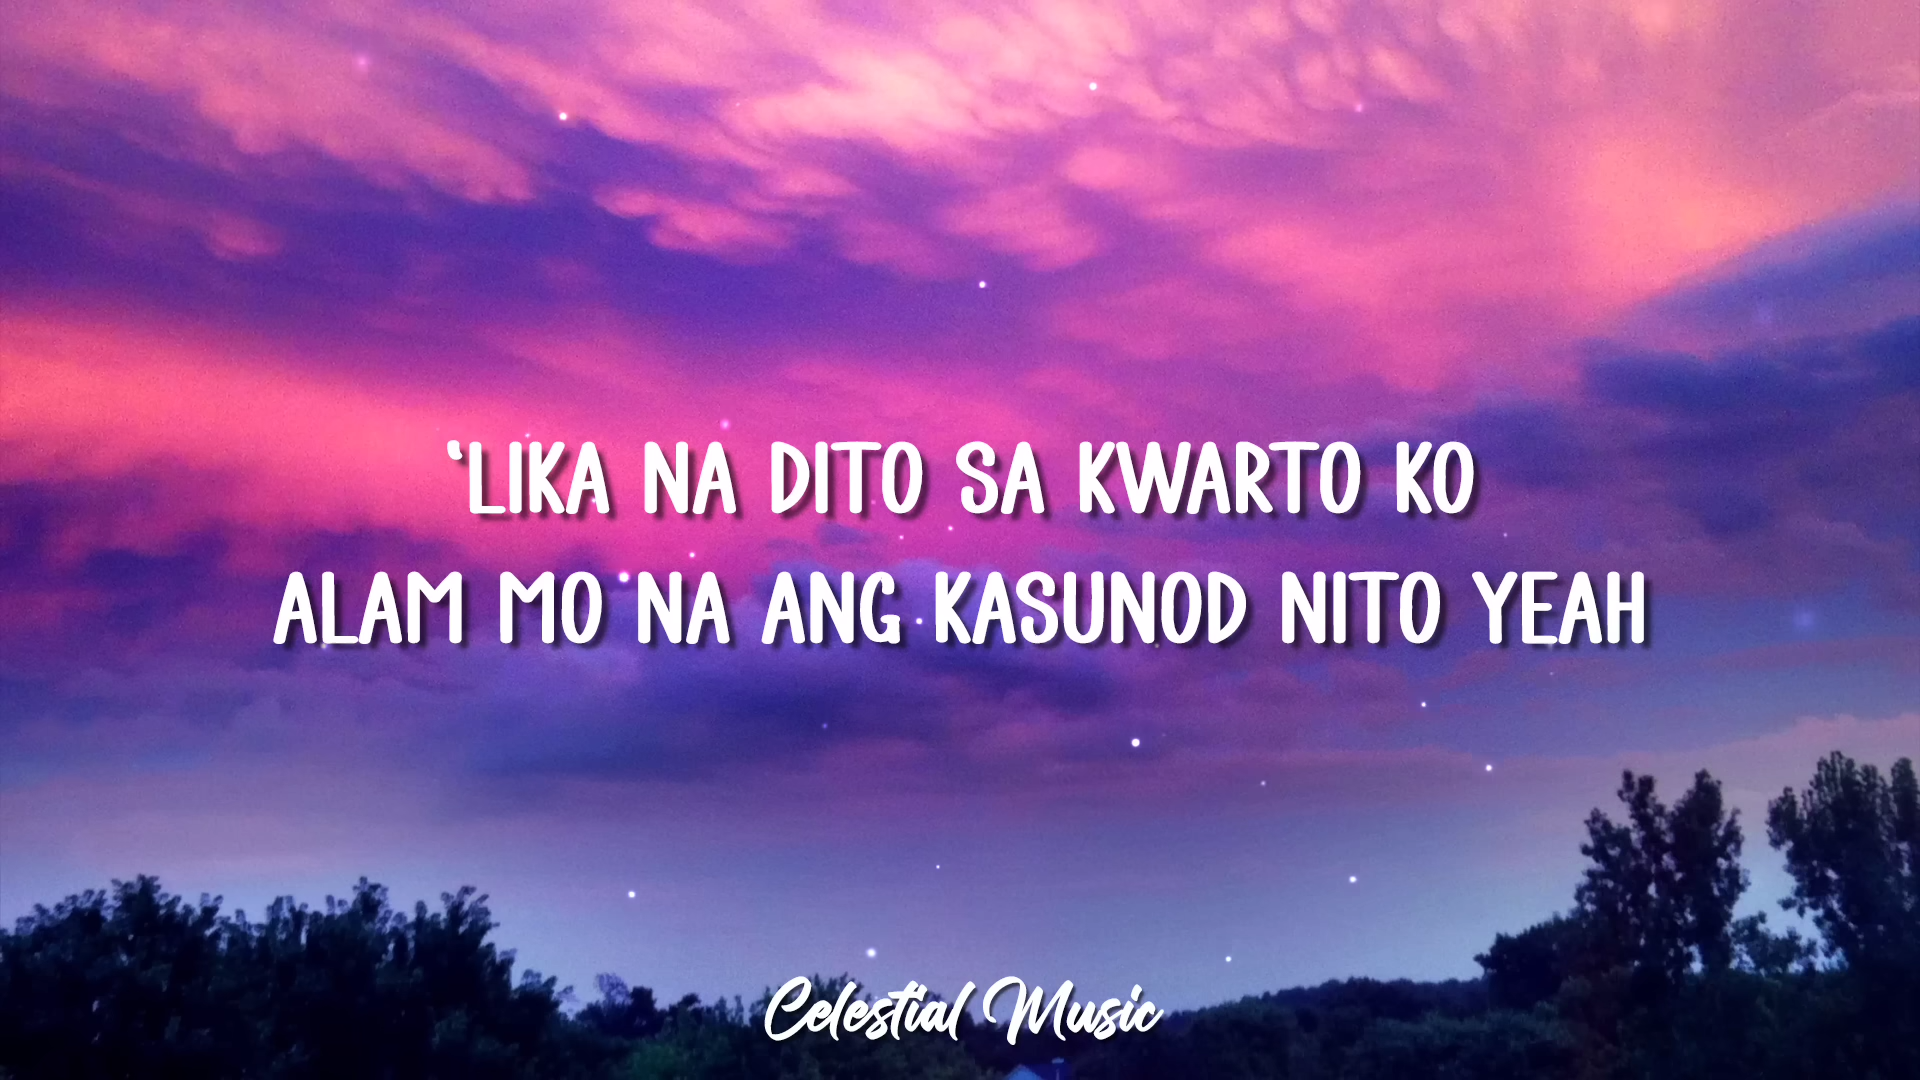 ‘LIKA NA DITO SA KWARTO KO
ALAM MO NA ANG KASUNOD NITO YEAH
Celestial Music